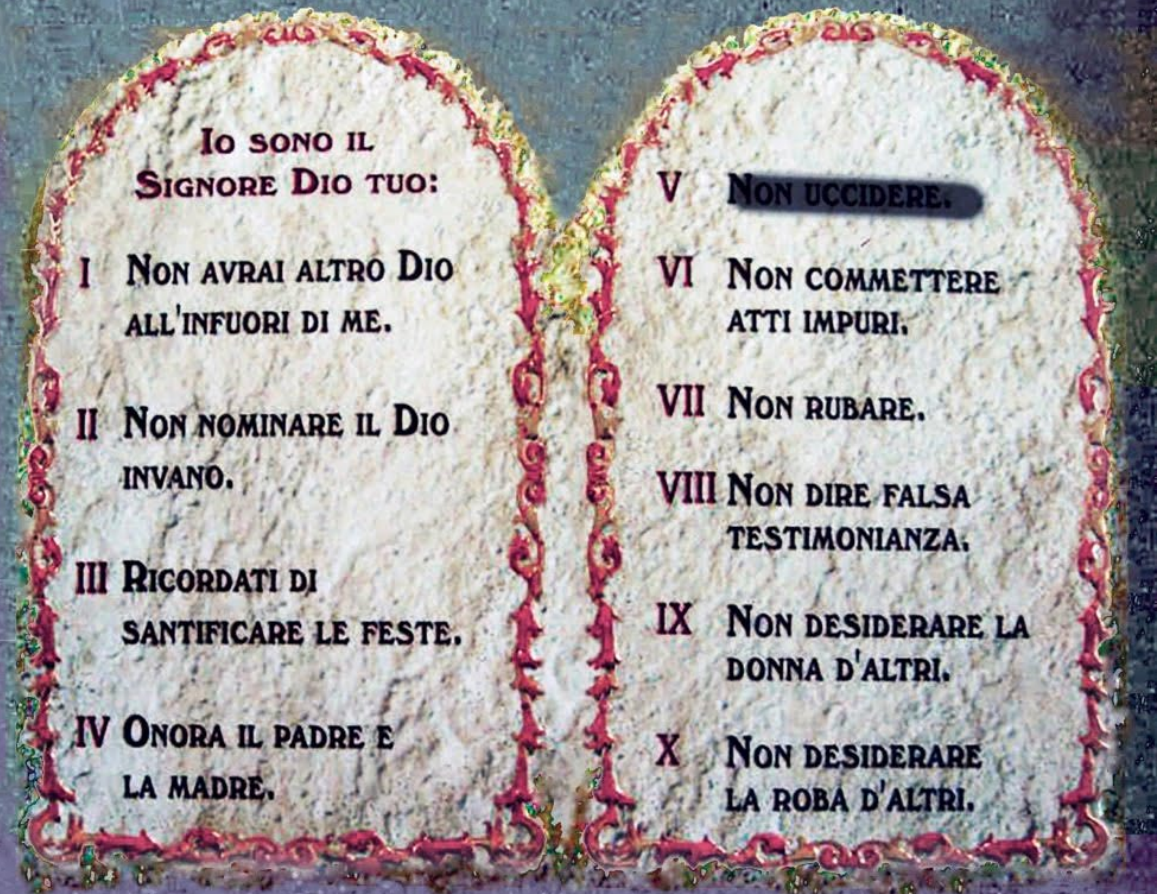 Io sono il
Signore Dio tuo:
I Non avrai altro Dio
all'infuori di me.
II Non nominare il Dio
invano.
III Ricordati di
santificare le feste.
IV Onora il padre e
la madre.
V Non uccidere.
VI Non commettere
atti impuri.
VII Non rubare.
VIII Non dire falsa
testimonianza.
IX Non desiderare la
donna d'altri.
X Non desiderare
la roba d'altri.